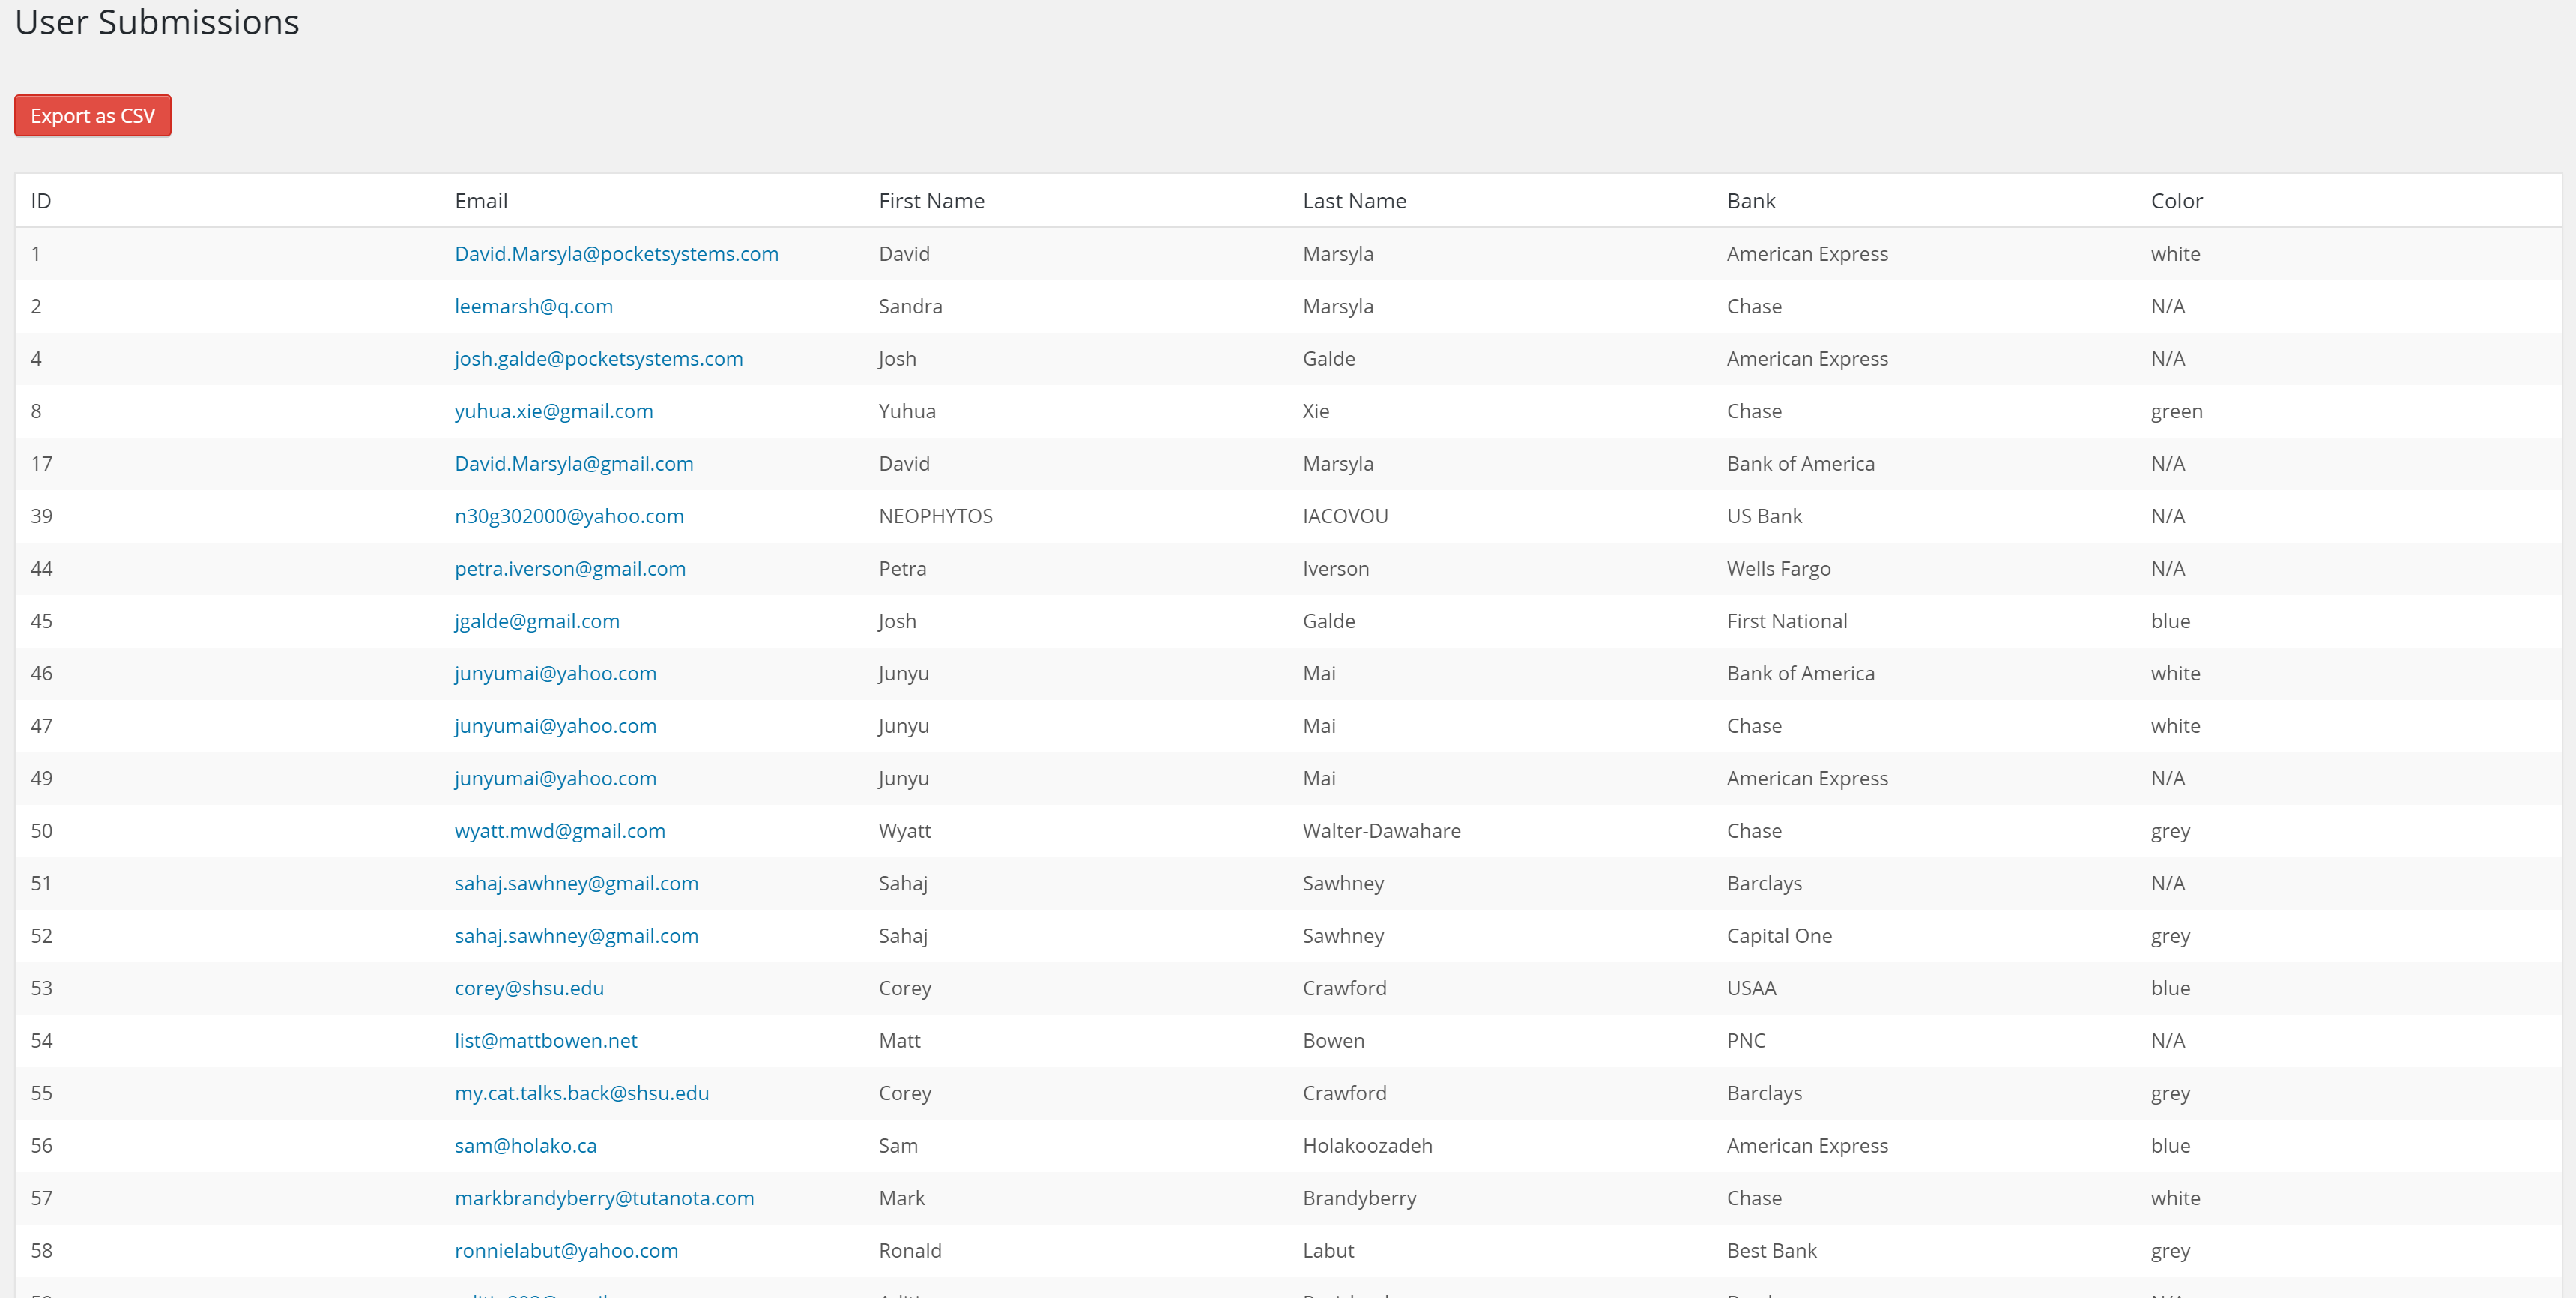 User Submissions
Export as CSV
ID Email First Name Last Name Bank Color
1 David.Marsyla@pocketsystems.com David Marsyla American Express white
2 leemarsh@q.com Sandra Marsyla Chase N/A
4 josh.galde@pocketsystems.com Josh Galde American Express N/A
8 yuhua.xie@gmail.com Yuhua Xie Chase green
17 David.Marsyla@gmail.com David Marsyla Bank of America N/A
39 n30g302000@yahoo.com NEOPHYTOS IACOVOU US Bank N/A
44 petra.iverson@gmail.com Petra Iverson Wells Fargo N/A
45 jgalde@gmail.com Josh Galde First National blue
46 junyumai@yahoo.com Junyu Mai Bank of America white
47 junyumai@yahoo.com Junyu Mai Chase white
49 junyumai@yahoo.com Junyu Mai American Express N/A
50 wyatt.mwd@gmail.com Wyatt Walter-Dawahare Chase grey
51 sahaj.sawhney@gmail.com Sahaj Sawhney Barclays N/A
52 sahaj.sawhney@gmail.com Sahaj Sawhney Capital One grey
53 corey@shsu.edu Corey Crawford USAA blue
54 list@mattbowen.net Matt Bowen PNC N/A
55 my.cat.talks.back@shsu.edu Corey Crawford Barclays grey
56 sam@holako.ca Sam Holakoozadeh American Express blue
57 markbrandyberry@tutanota.com Mark Brandyberry Chase white
58 ronnielabut@yahoo.com Ronald Labut Best Bank grey